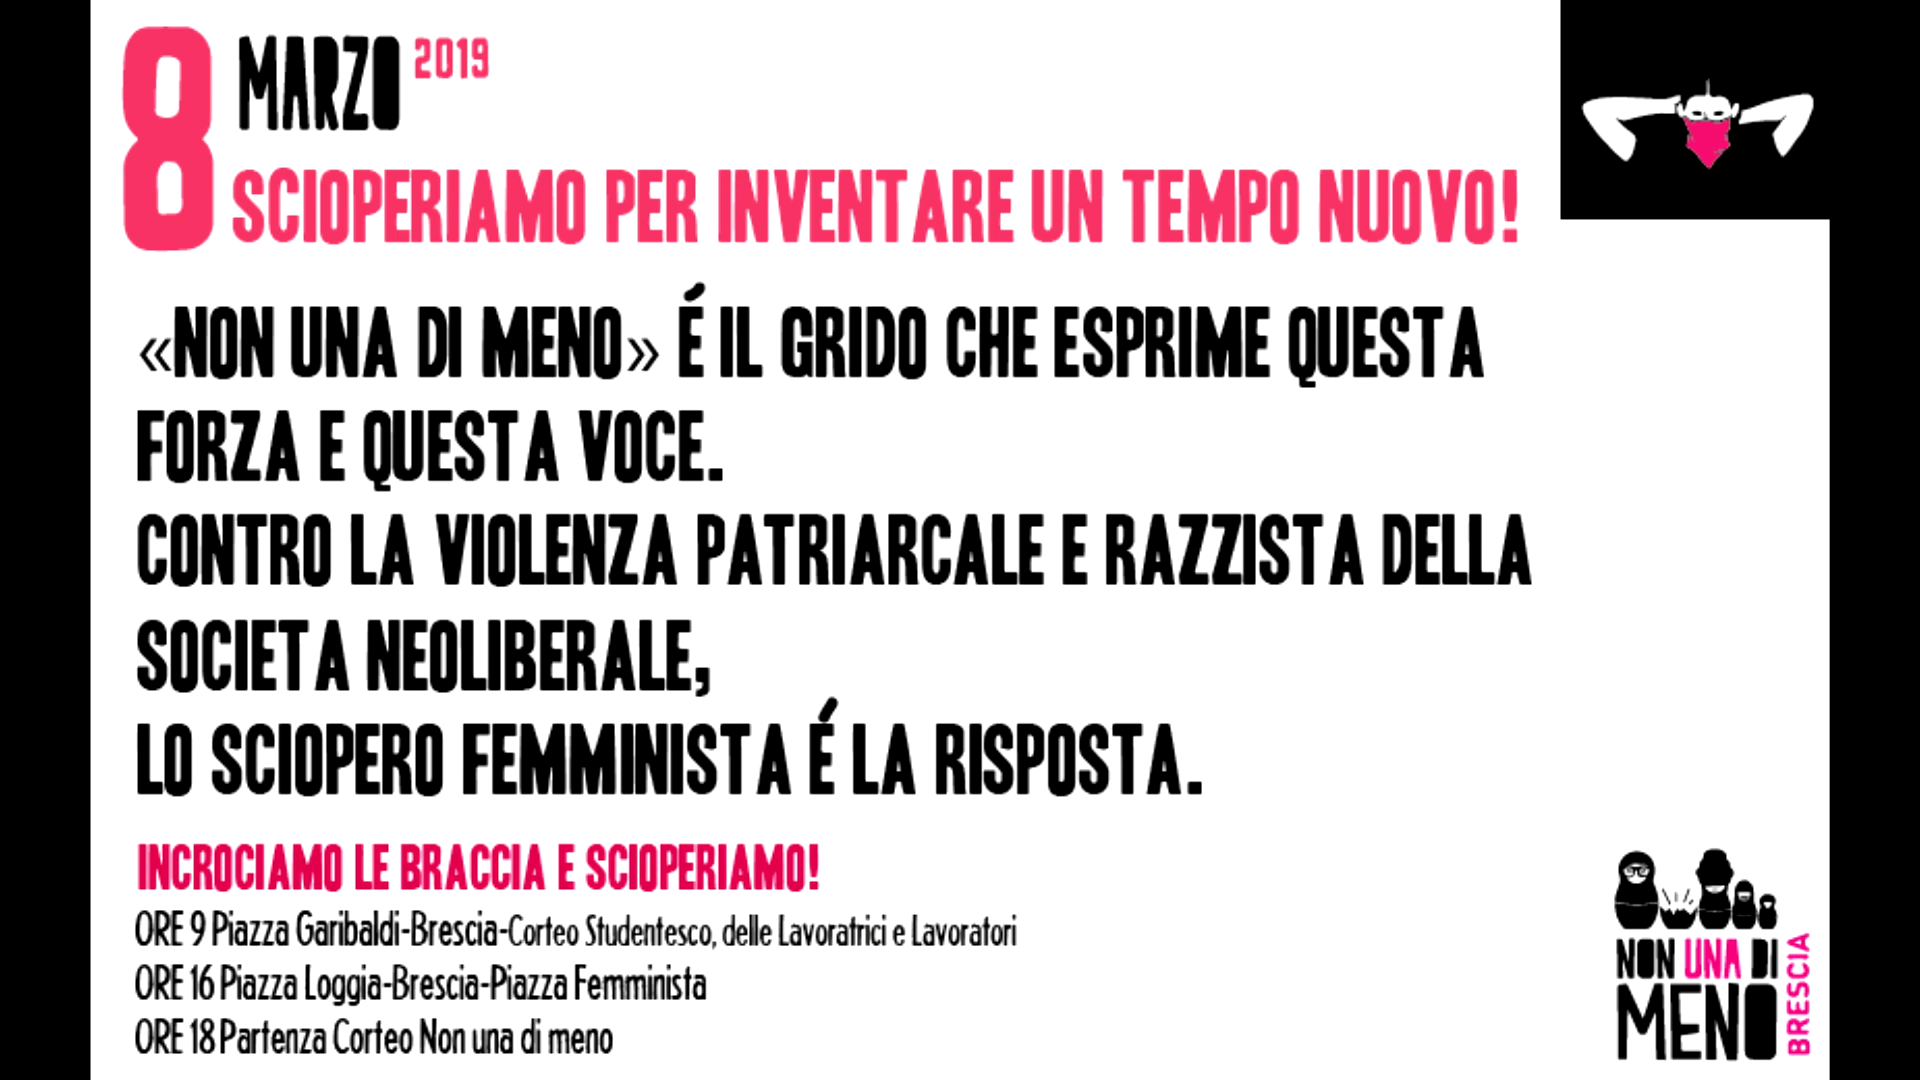 8 MARZO 2019
SCIOPERIAMO PER INVENTARE UN TEMPO NUOVO!
«NON UNA DI MENO» É IL GRIDO CHE ESPRIME QUESTA
FORZA E QUESTA VOCE.
CONTRO LA VIOLENZA PATRIARCALE E RAZZISTA DELLA
SOCIETA NEOLIBERALE,
LO SCIOPERO FEMMINISTA É LA RISPOSTA.
INCROCIAMO LE BRACCIA E SCIOPERIAMO!
ORE 9 Piazza Garibaldi-Brescia-Corteo Studentesco, delle Lavoratrici e Lavoratori
ORE 16 Piazza Loggia-Brescia-Piazza Femminista
ORE 18 Partenza Corteo Non una di meno
NON UNA DI
MENO
BRESCIA